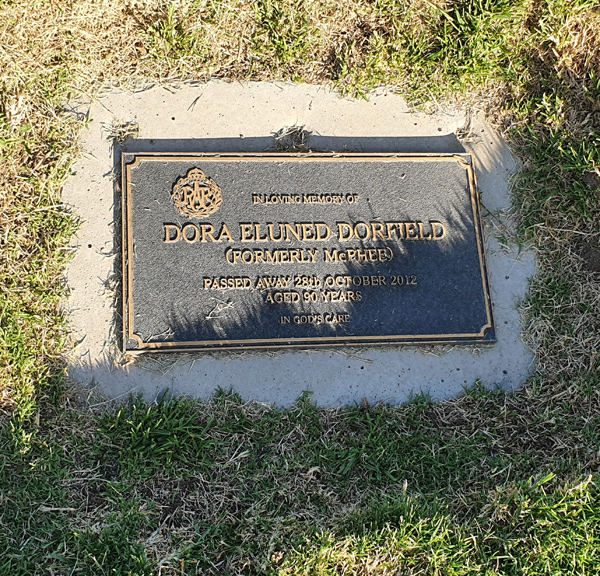 RAF
IN LOVING MEMORY OF
DORA ELUNED DORFIELD
(FORMERLY McPHEE)
PASSED AWAY 28th OCTOBER 2012
AGED 90 YEARS
IN GOD'S CARE